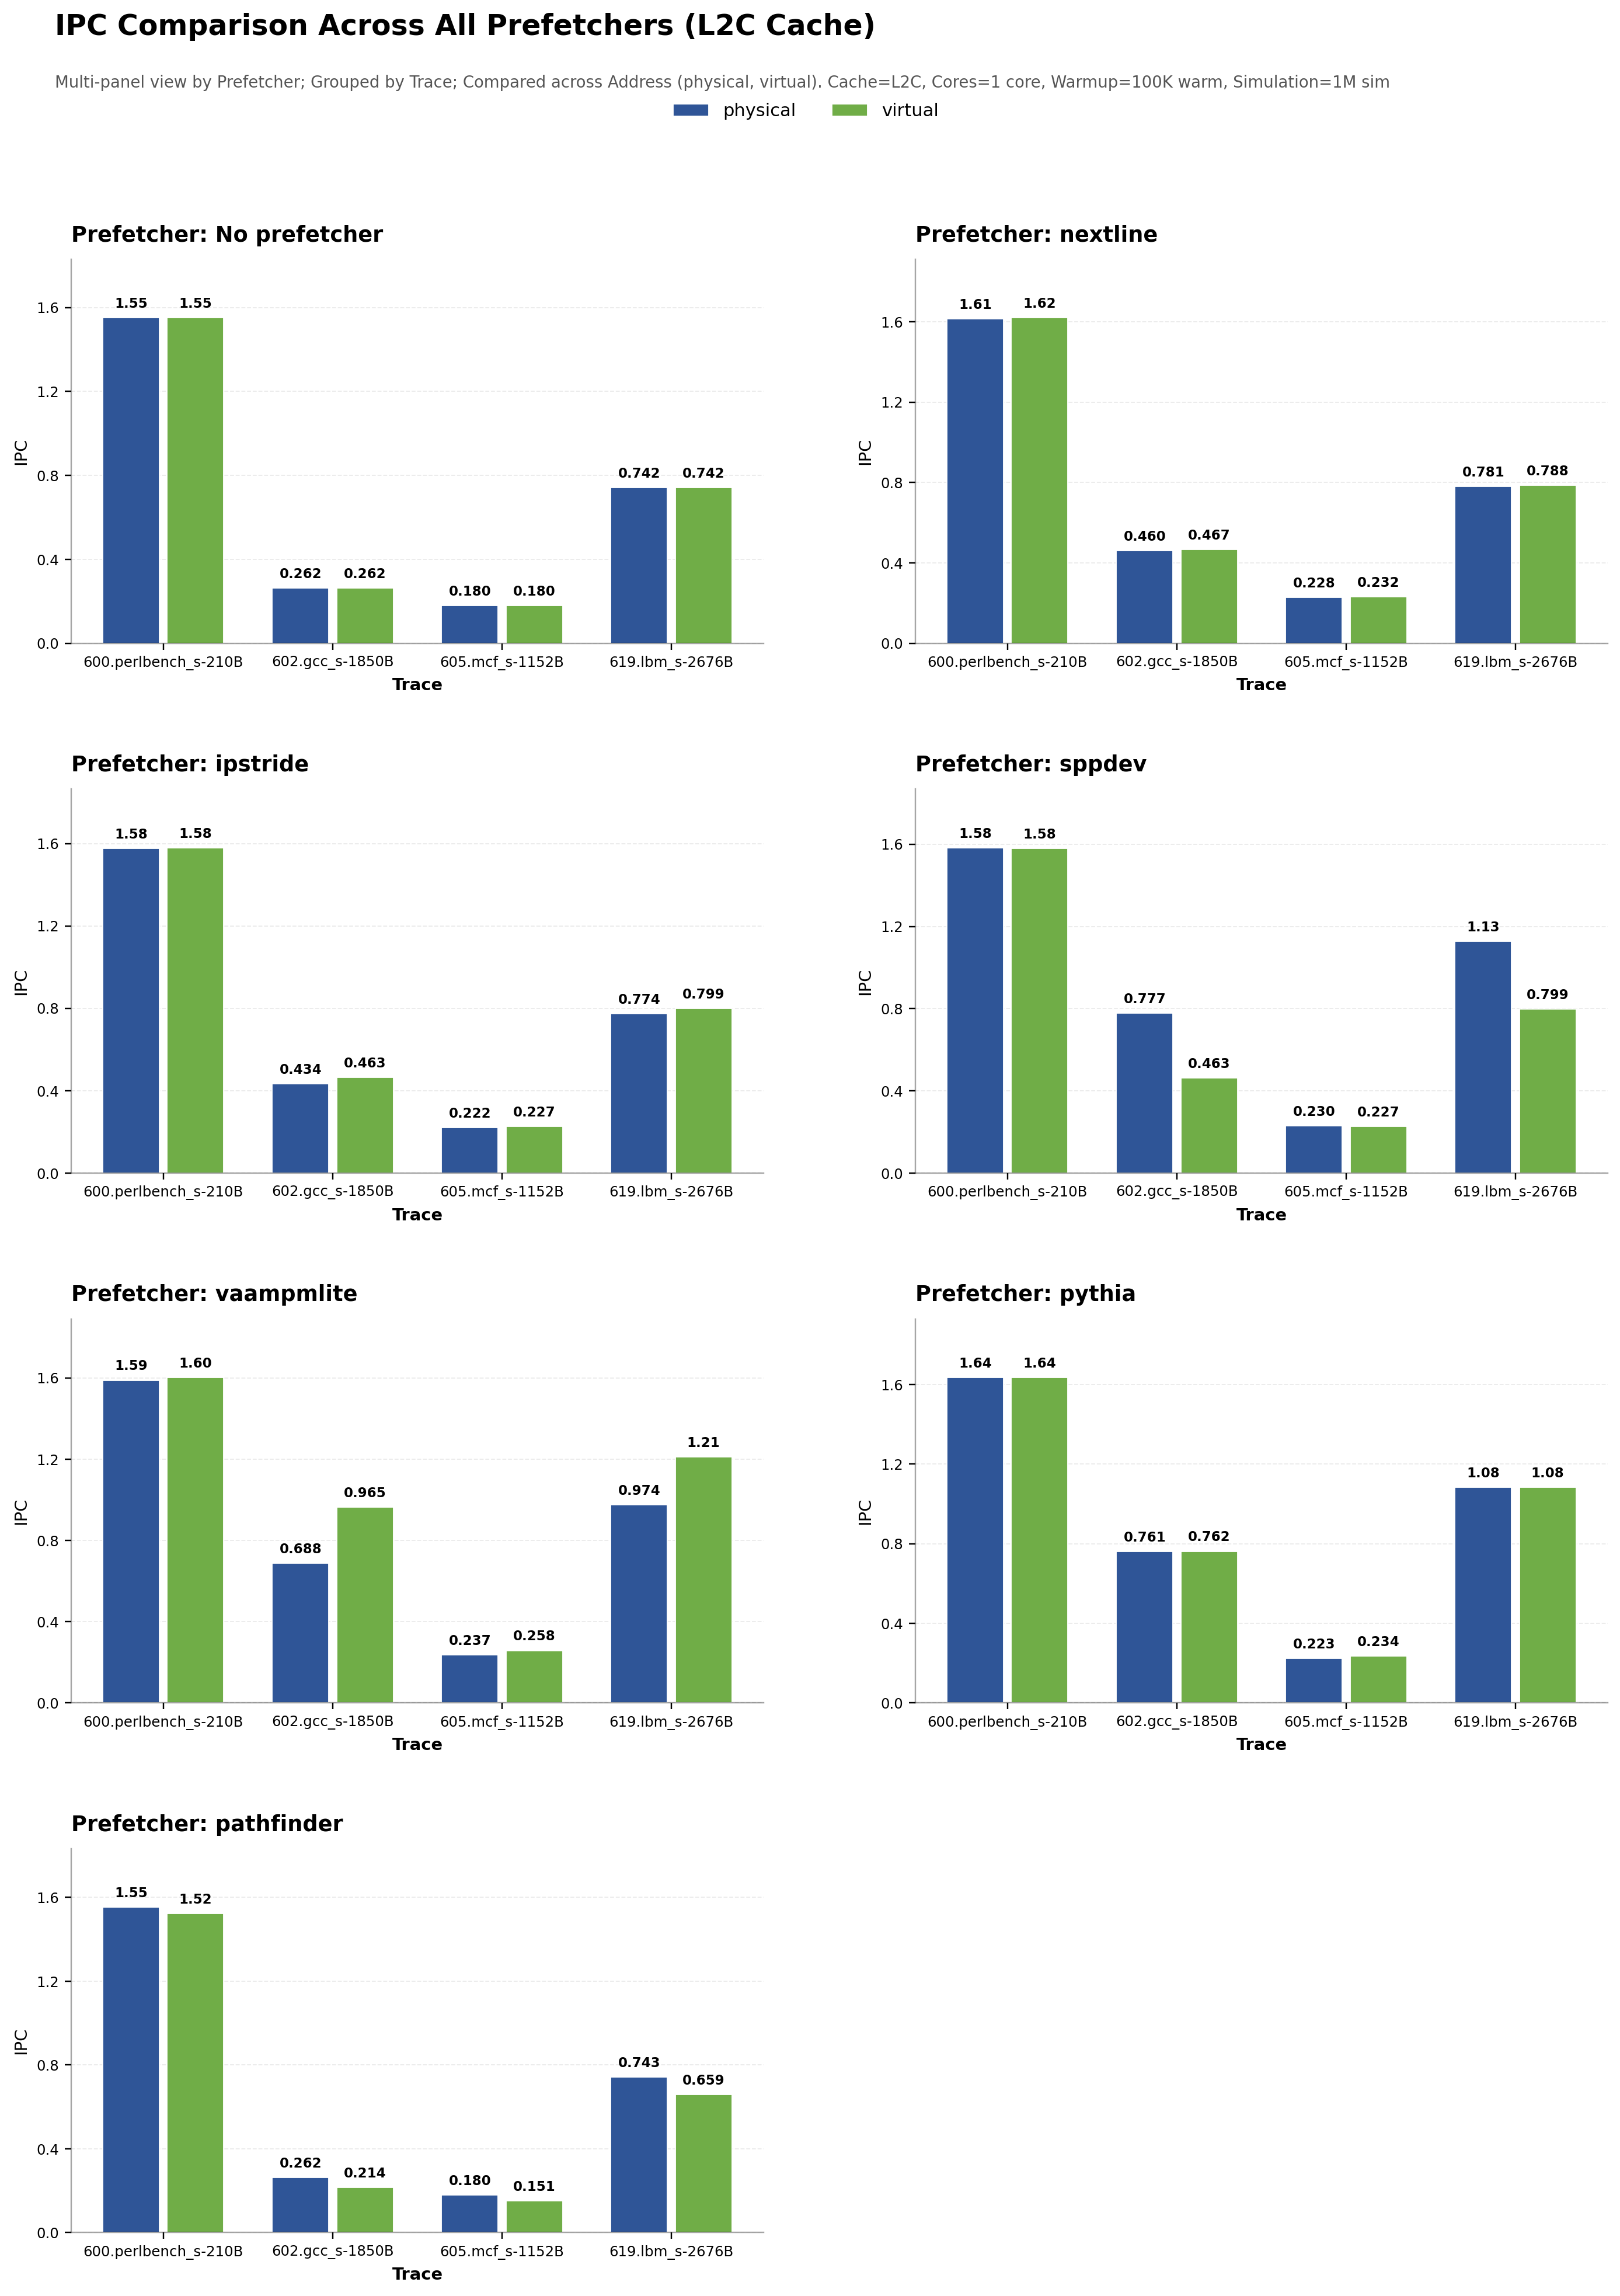 IPC Comparison Across All Prefetchers (L2C Cache)
Multi-panel view by Prefetcher; Grouped by Trace; Compared across Address (physical, virtual). Cache=L2C, Cores=1 core, Warmup=100K warm, Simulation=1M sim
physical virtual
Prefetcher: No prefetcher
IPC
1.6
1.2
0.8
0.4
0.0
1.55 1.55
0.262 0.262
0.180 0.180
0.742 0.742
600.perlbench_s-210B 602.gcc_s-1850B 605.mcf_s-1152B 619.lbm_s-2676B
Trace
Prefetcher: nextline
IPC
1.6
1.2
0.8
0.4
0.0
1.61 1.62
0.460 0.467
0.228 0.232
0.781 0.788
600.perlbench_s-210B 602.gcc_s-1850B 605.mcf_s-1152B 619.lbm_s-2676B
Trace
Prefetcher: ipstride
IPC
1.6
1.2
0.8
0.4
0.0
1.58 1.58
0.434 0.463
0.222 0.227
0.774 0.799
600.perlbench_s-210B 602.gcc_s-1850B 605.mcf_s-1152B 619.lbm_s-2676B
Trace
Prefetcher: sppdev
IPC
1.6
1.2
0.8
0.4
0.0
1.58 1.58
0.777 0.463
0.230 0.227
1.13 0.799
600.perlbench_s-210B 602.gcc_s-1850B 605.mcf_s-1152B 619.lbm_s-2676B
Trace
Prefetcher: vaampmlite
IPC
1.6
1.2
0.8
0.4
0.0
1.59 1.60
0.688 0.965
0.237 0.258
0.974 1.21
600.perlbench_s-210B 602.gcc_s-1850B 605.mcf_s-1152B 619.lbm_s-2676B
Trace
Prefetcher: pythia
IPC
1.6
1.2
0.8
0.4
0.0
1.64 1.64
0.761 0.762
0.223 0.234
1.08 1.08
600.perlbench_s-210B 602.gcc_s-1850B 605.mcf_s-1152B 619.lbm_s-2676B
Trace
Prefetcher: pathfinder
IPC
1.6
1.2
0.8
0.4
0.0
1.55 1.52
0.262 0.214
0.180 0.151
0.743 0.659
600.perlbench_s-210B 602.gcc_s-1850B 605.mcf_s-1152B 619.lbm_s-2676B
Trace